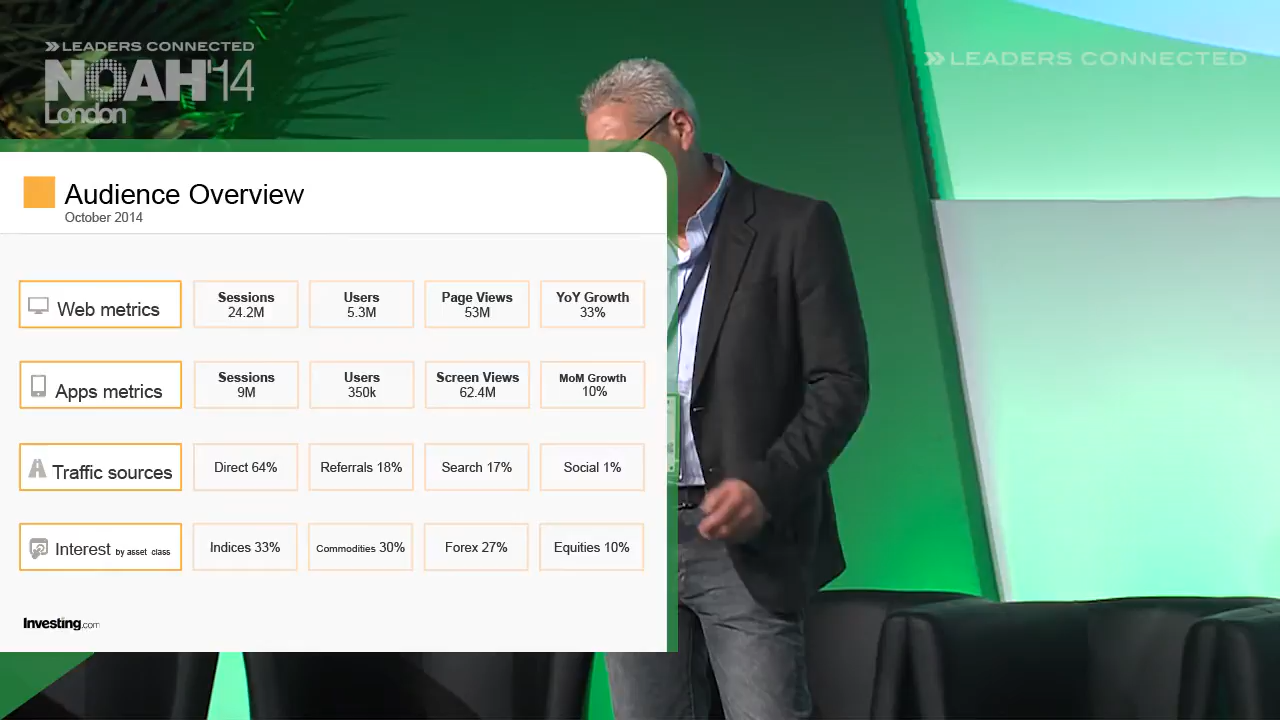 LEADERS CONNECTED
NOAH'14
London
LEADERS CONNECTED
Audience Overview
October 2014
Web metrics
Sessions
24.2M
Users
5.3M
Page Views
53M
YoY Growth
33%
Apps metrics
Sessions
9M
Users
350k
Screen Views
62.4M
MoM Growth
10%
Traffic sources
Direct 64%
Referrals 18%
Search 17%
Social 1%
Interest by asset class
Indices 33%
Commodities 30%
Forex 27%
Equities 10%
Investing.com